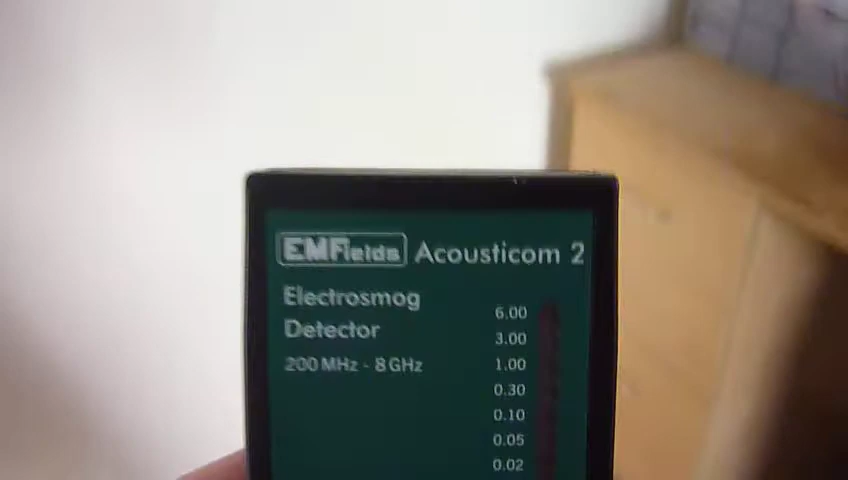 EMFields Acousticom 2
Electrosmog
Detector
200 MHz - 8 GHz
6.00
3.00
1.00
0.30
0.10
0.05
0.02